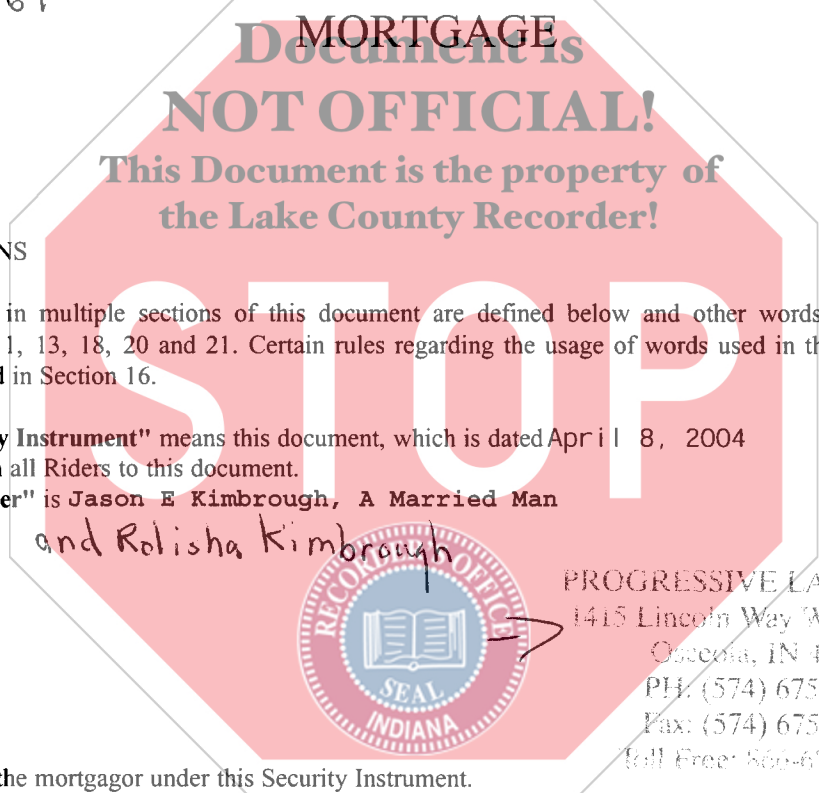 MORTGAGE
Document is
NOT OFFICIAL!
This Document is the property of
the Lake County Recorder!
NS
in multiple sections of this document are defined below and other words
1, 13, 18, 20 and 21. Certain rules regarding the usage of words used in th
d in Section 16.
STOP
y Instrument" means this document, which is dated April 8, 2004
all Riders to this document.
er" is Jason E Kimbrough, A Married Man
and Rolisha Kimbrough
RECORDER'S OFFICE
SEAL
INDIANA
PROGRESSIVE LA
1415 Lincoln Way W
Osceola, IN 4
PH: (574) 675
Fax: (574) 675
Toll Free: 866-6
the mortgagor under this Security Instrument.